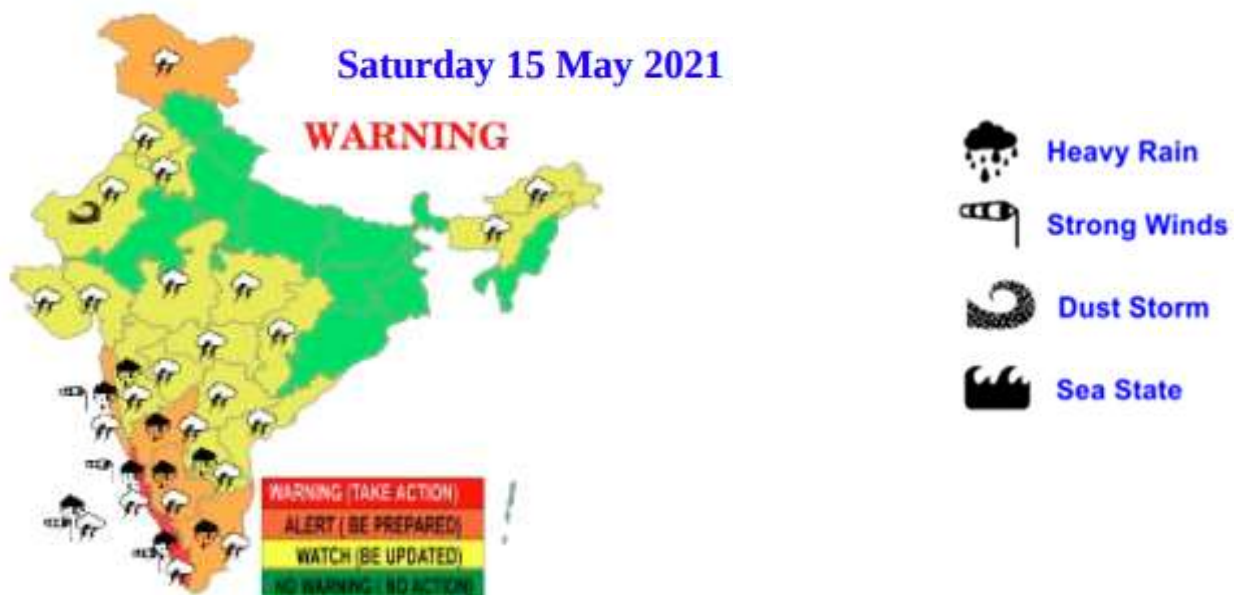 Saturday 15 May 2021
WARNING
Heavy Rain
Strong Winds
Dust Storm
Sea State
WARNING (TAKE ACTION)
ALERT ( BE PREPARED)
WATCH (BE UPDATED)
NO WARNING ( NO ACTION)